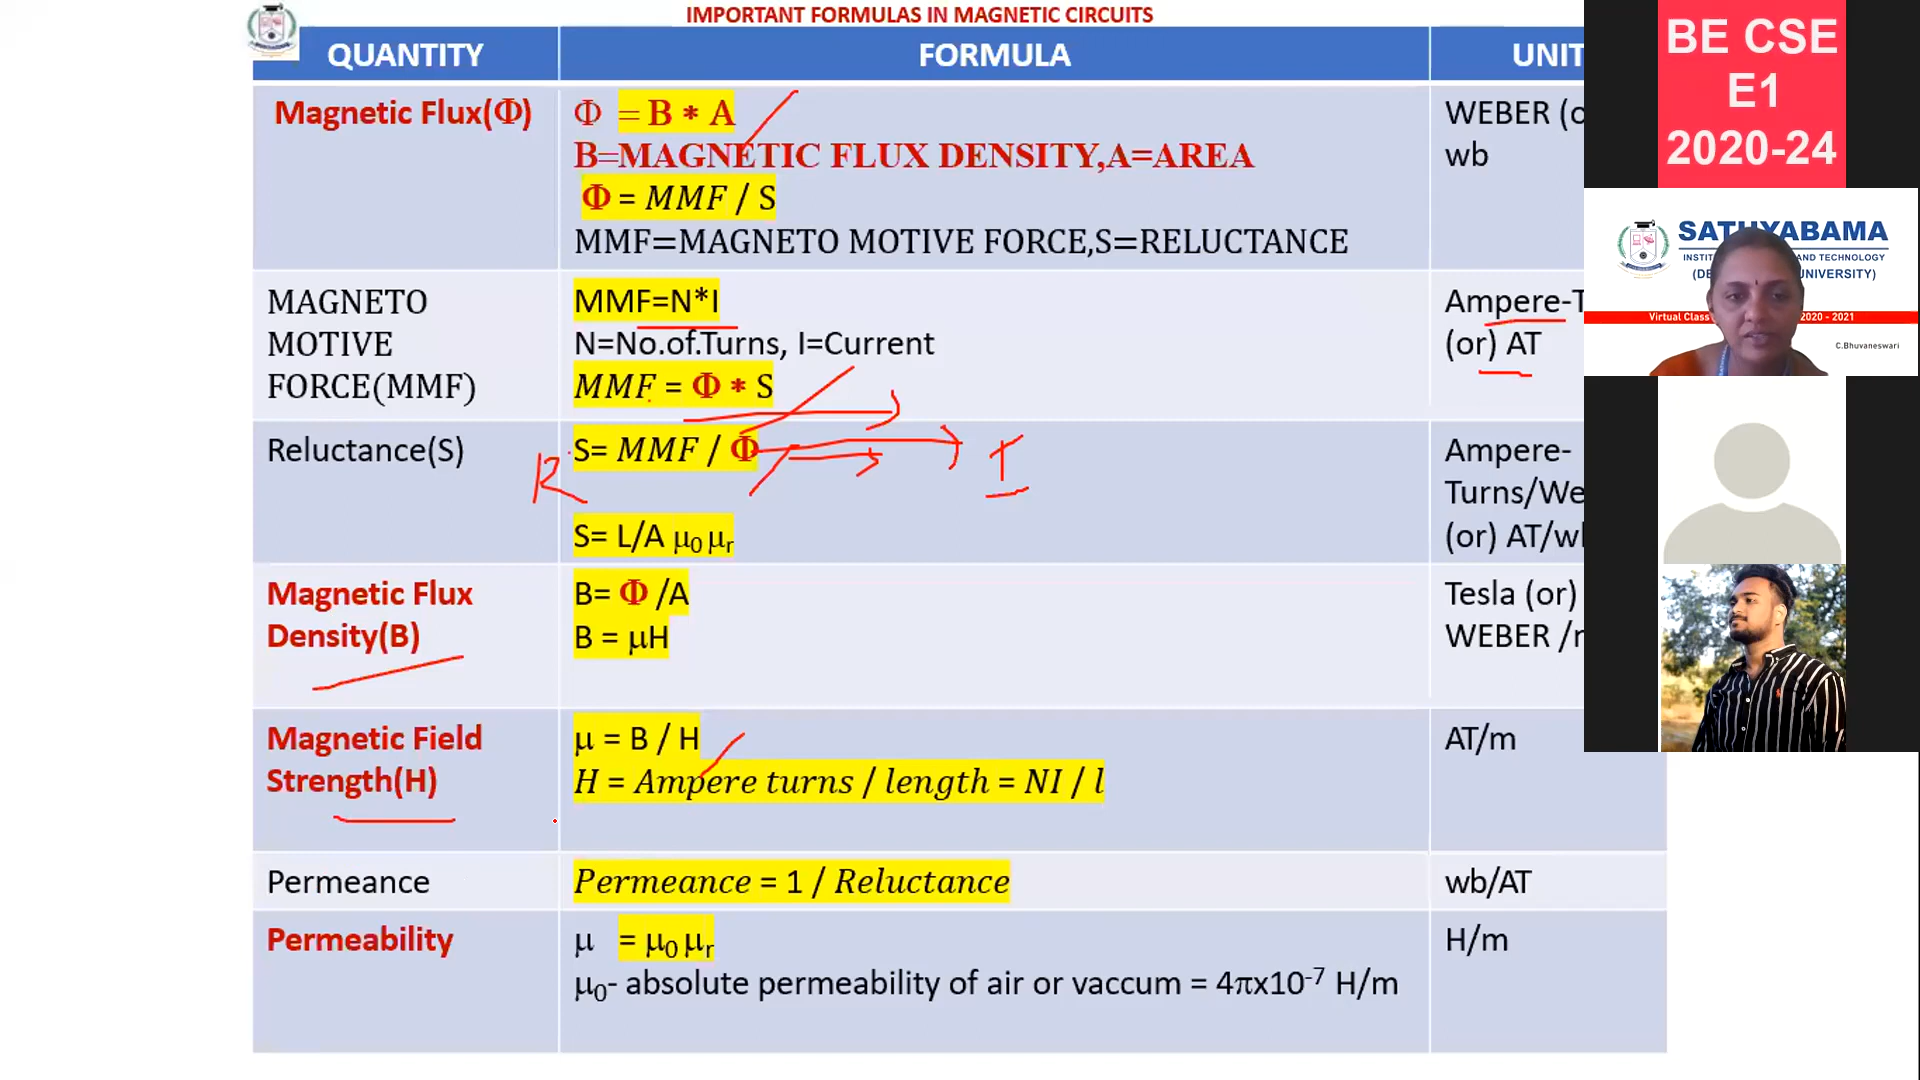 IMPORTANT FORMULAS IN MAGNETIC CIRCUITS
QUANTITY FORMULA UNIT
Magnetic Flux(Φ)
Φ = B * A
B=MAGNETIC FLUX DENSITY,A=AREA
Φ = MMF / S
MMF=MAGNETO MOTIVE FORCE,S=RELUCTANCE
WEBER (o
wb
MAGNETO
MOTIVE
FORCE(MMF)
MMF=N*I
N=No.of.Turns, I=Current
MMF = Φ * S
Ampere-T
(or) AT
Reluctance(S)
R
S= MMF / Φ
I
S= L/A μ₀ μᵣ
Ampere-
Turns/We
(or) AT/wb
Magnetic Flux
Density(B)
B= Φ /A
B = μH
Tesla (or)
WEBER /m
Magnetic Field
Strength(H)
μ = B / H
H = Ampere turns / length = NI / l
AT/m
Permeance
Permeance = 1 / Reluctance
wb/AT
Permeability
μ = μ₀ μᵣ
μ₀- absolute permeability of air or vaccum = 4πx10⁻⁷ H/m
H/m
BE CSE
E1
2020-24
SATHYABAMA
AND TECHNOLOGY
UNIVERSITY)
Virtual Class 2020 - 2021
C.Bhuvaneswari